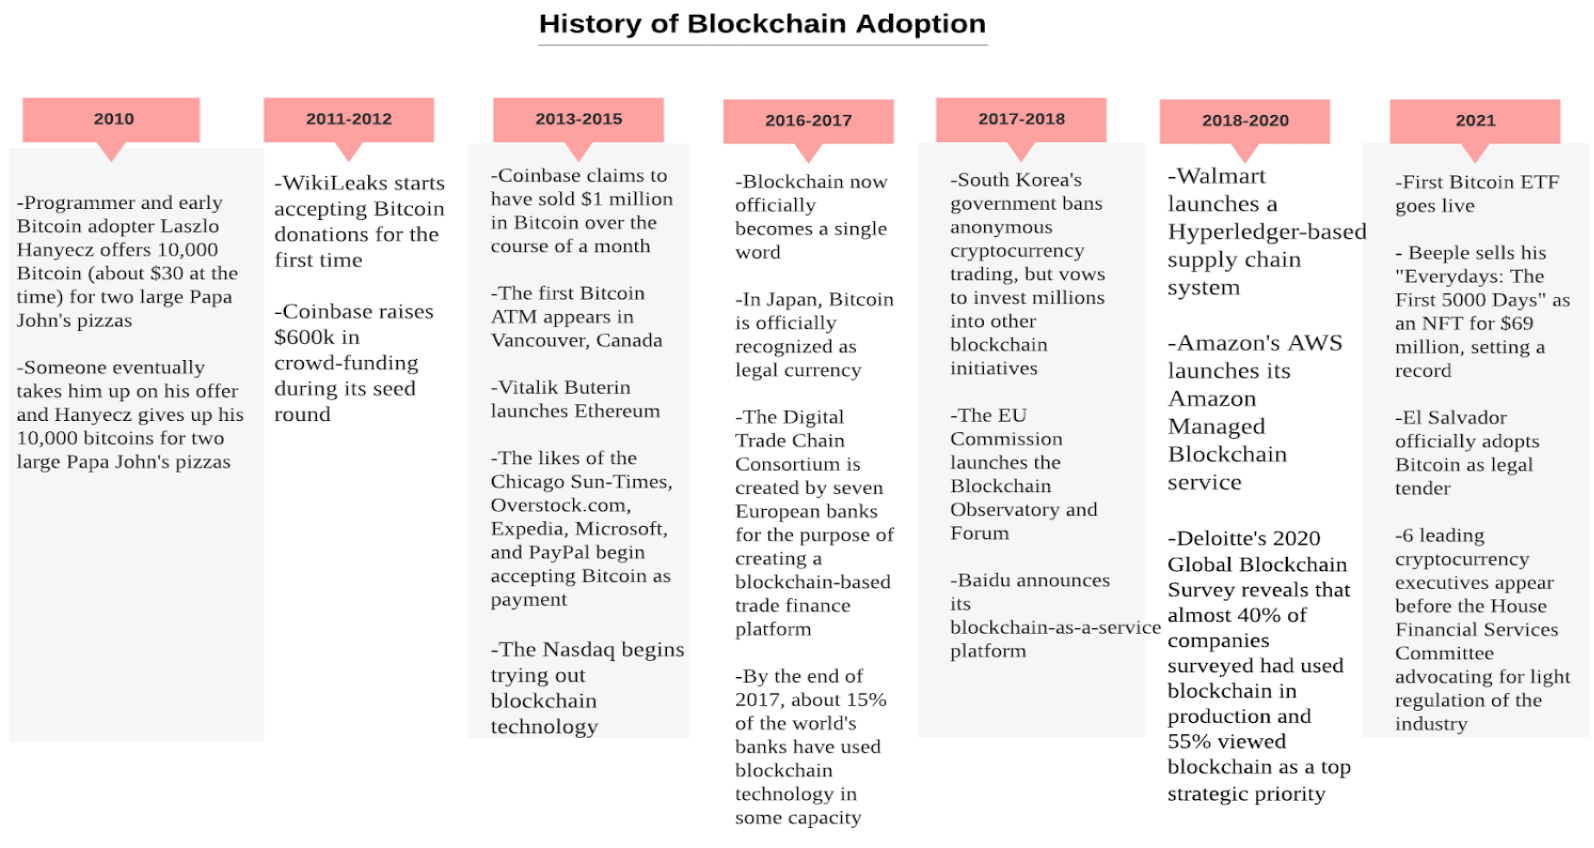 History of Blockchain Adoption
2010
-Programmer and early
Bitcoin adopter Laszlo
Hanyecz offers 10,000
Bitcoin (about $30 at the
time) for two large Papa
John's pizzas
-Someone eventually
takes him up on his offer
and Hanyecz gives up his
10,000 bitcoins for two
large Papa John's pizzas
2011-2012
-WikiLeaks starts
accepting Bitcoin
donations for the
first time
-Coinbase raises
$600k in
crowd-funding
during its seed
round
2013-2015
-Coinbase claims to
have sold $1 million
in Bitcoin over the
course of a month
-The first Bitcoin
ATM appears in
Vancouver, Canada
-Vitalik Buterin
launches Ethereum
-The likes of the
Chicago Sun-Times,
Overstock.com,
Expedia, Microsoft,
and PayPal begin
accepting Bitcoin as
payment
-The Nasdaq begins
trying out
blockchain
technology
2016-2017
-Blockchain now
officially
becomes a single
word
-In Japan, Bitcoin
is officially
recognized as
legal currency
-The Digital
Trade Chain
Consortium is
created by seven
European banks
for the purpose of
creating a
blockchain-based
trade finance
platform
-By the end of
2017, about 15%
of the world's
banks have used
blockchain
technology in
some capacity
2017-2018
-South Korea's
government bans
anonymous
cryptocurrency
trading, but vows
to invest millions
into other
blockchain
initiatives
-The EU
Commission
launches the
Blockchain
Observatory and
Forum
-Baidu announces
its
blockchain-as-a-service
platform
2018-2020
-Walmart
launches a
Hyperledger-based
supply chain
system
-Amazon's AWS
launches its
Amazon
Managed
Blockchain
service
-Deloitte's 2020
Global Blockchain
Survey reveals that
almost 40% of
companies
surveyed had used
blockchain in
production and
55% viewed
blockchain as a top
strategic priority
2021
-First Bitcoin ETF
goes live
- Beeple sells his
"Everydays: The
First 5000 Days" as
an NFT for $69
million, setting a
record
-El Salvador
officially adopts
Bitcoin as legal
tender
-6 leading
cryptocurrency
executives appear
before the House
Financial Services
Committee
advocating for light
regulation of the
industry